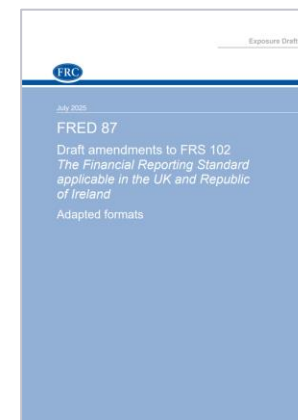 Exposure Draft
FRC
July 2025
FRED 87
Draft amendments to FRS 102
The Financial Reporting Standard
applicable in the UK and Republic
of Ireland
Adapted formats